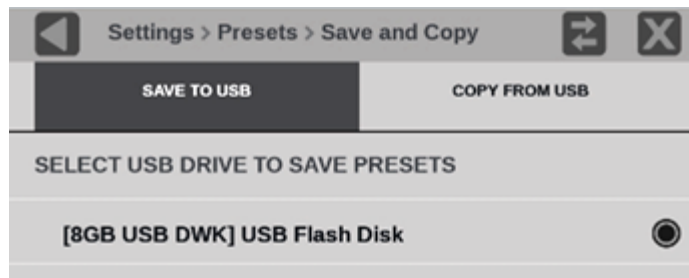 Settings > Presets > Save and Copy
SAVE TO USB
COPY FROM USB
SELECT USB DRIVE TO SAVE PRESETS
[8GB USB DWK] USB Flash Disk